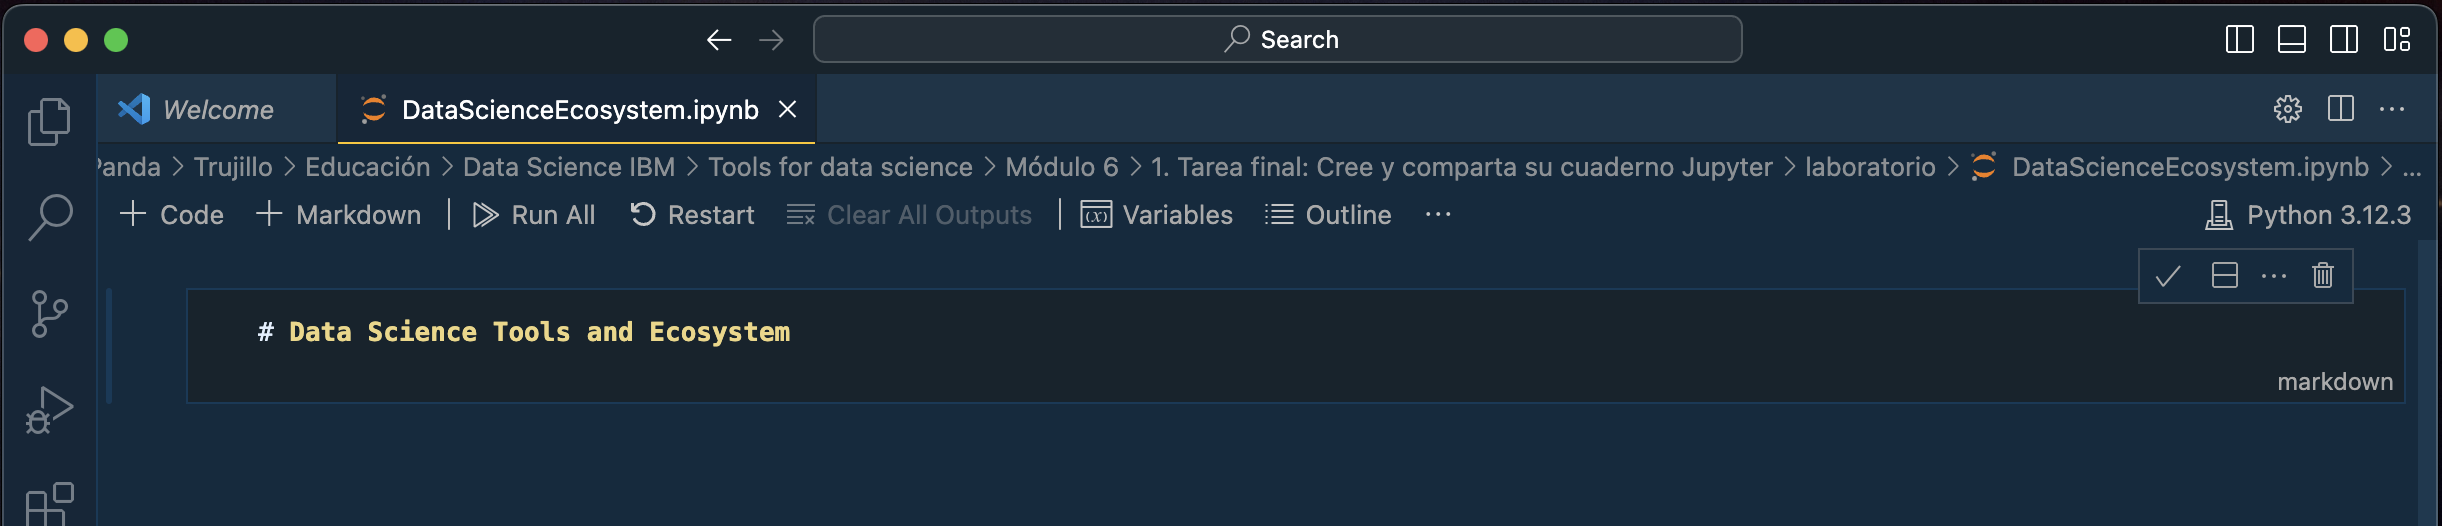 Search
Welcome DataScienceEcosystem.ipynb
Panda > Trujillo > Educación > Data Science IBM > Tools for data science > Módulo 6 > 1. Tarea final: Cree y comparta su cuaderno Jupyter > laboratorio > DataScienceEcosystem.ipynb > ...
+ Code + Markdown | Run All Restart Clear All Outputs | Variables Outline ··· Python 3.12.3
# Data Science Tools and Ecosystem
markdown